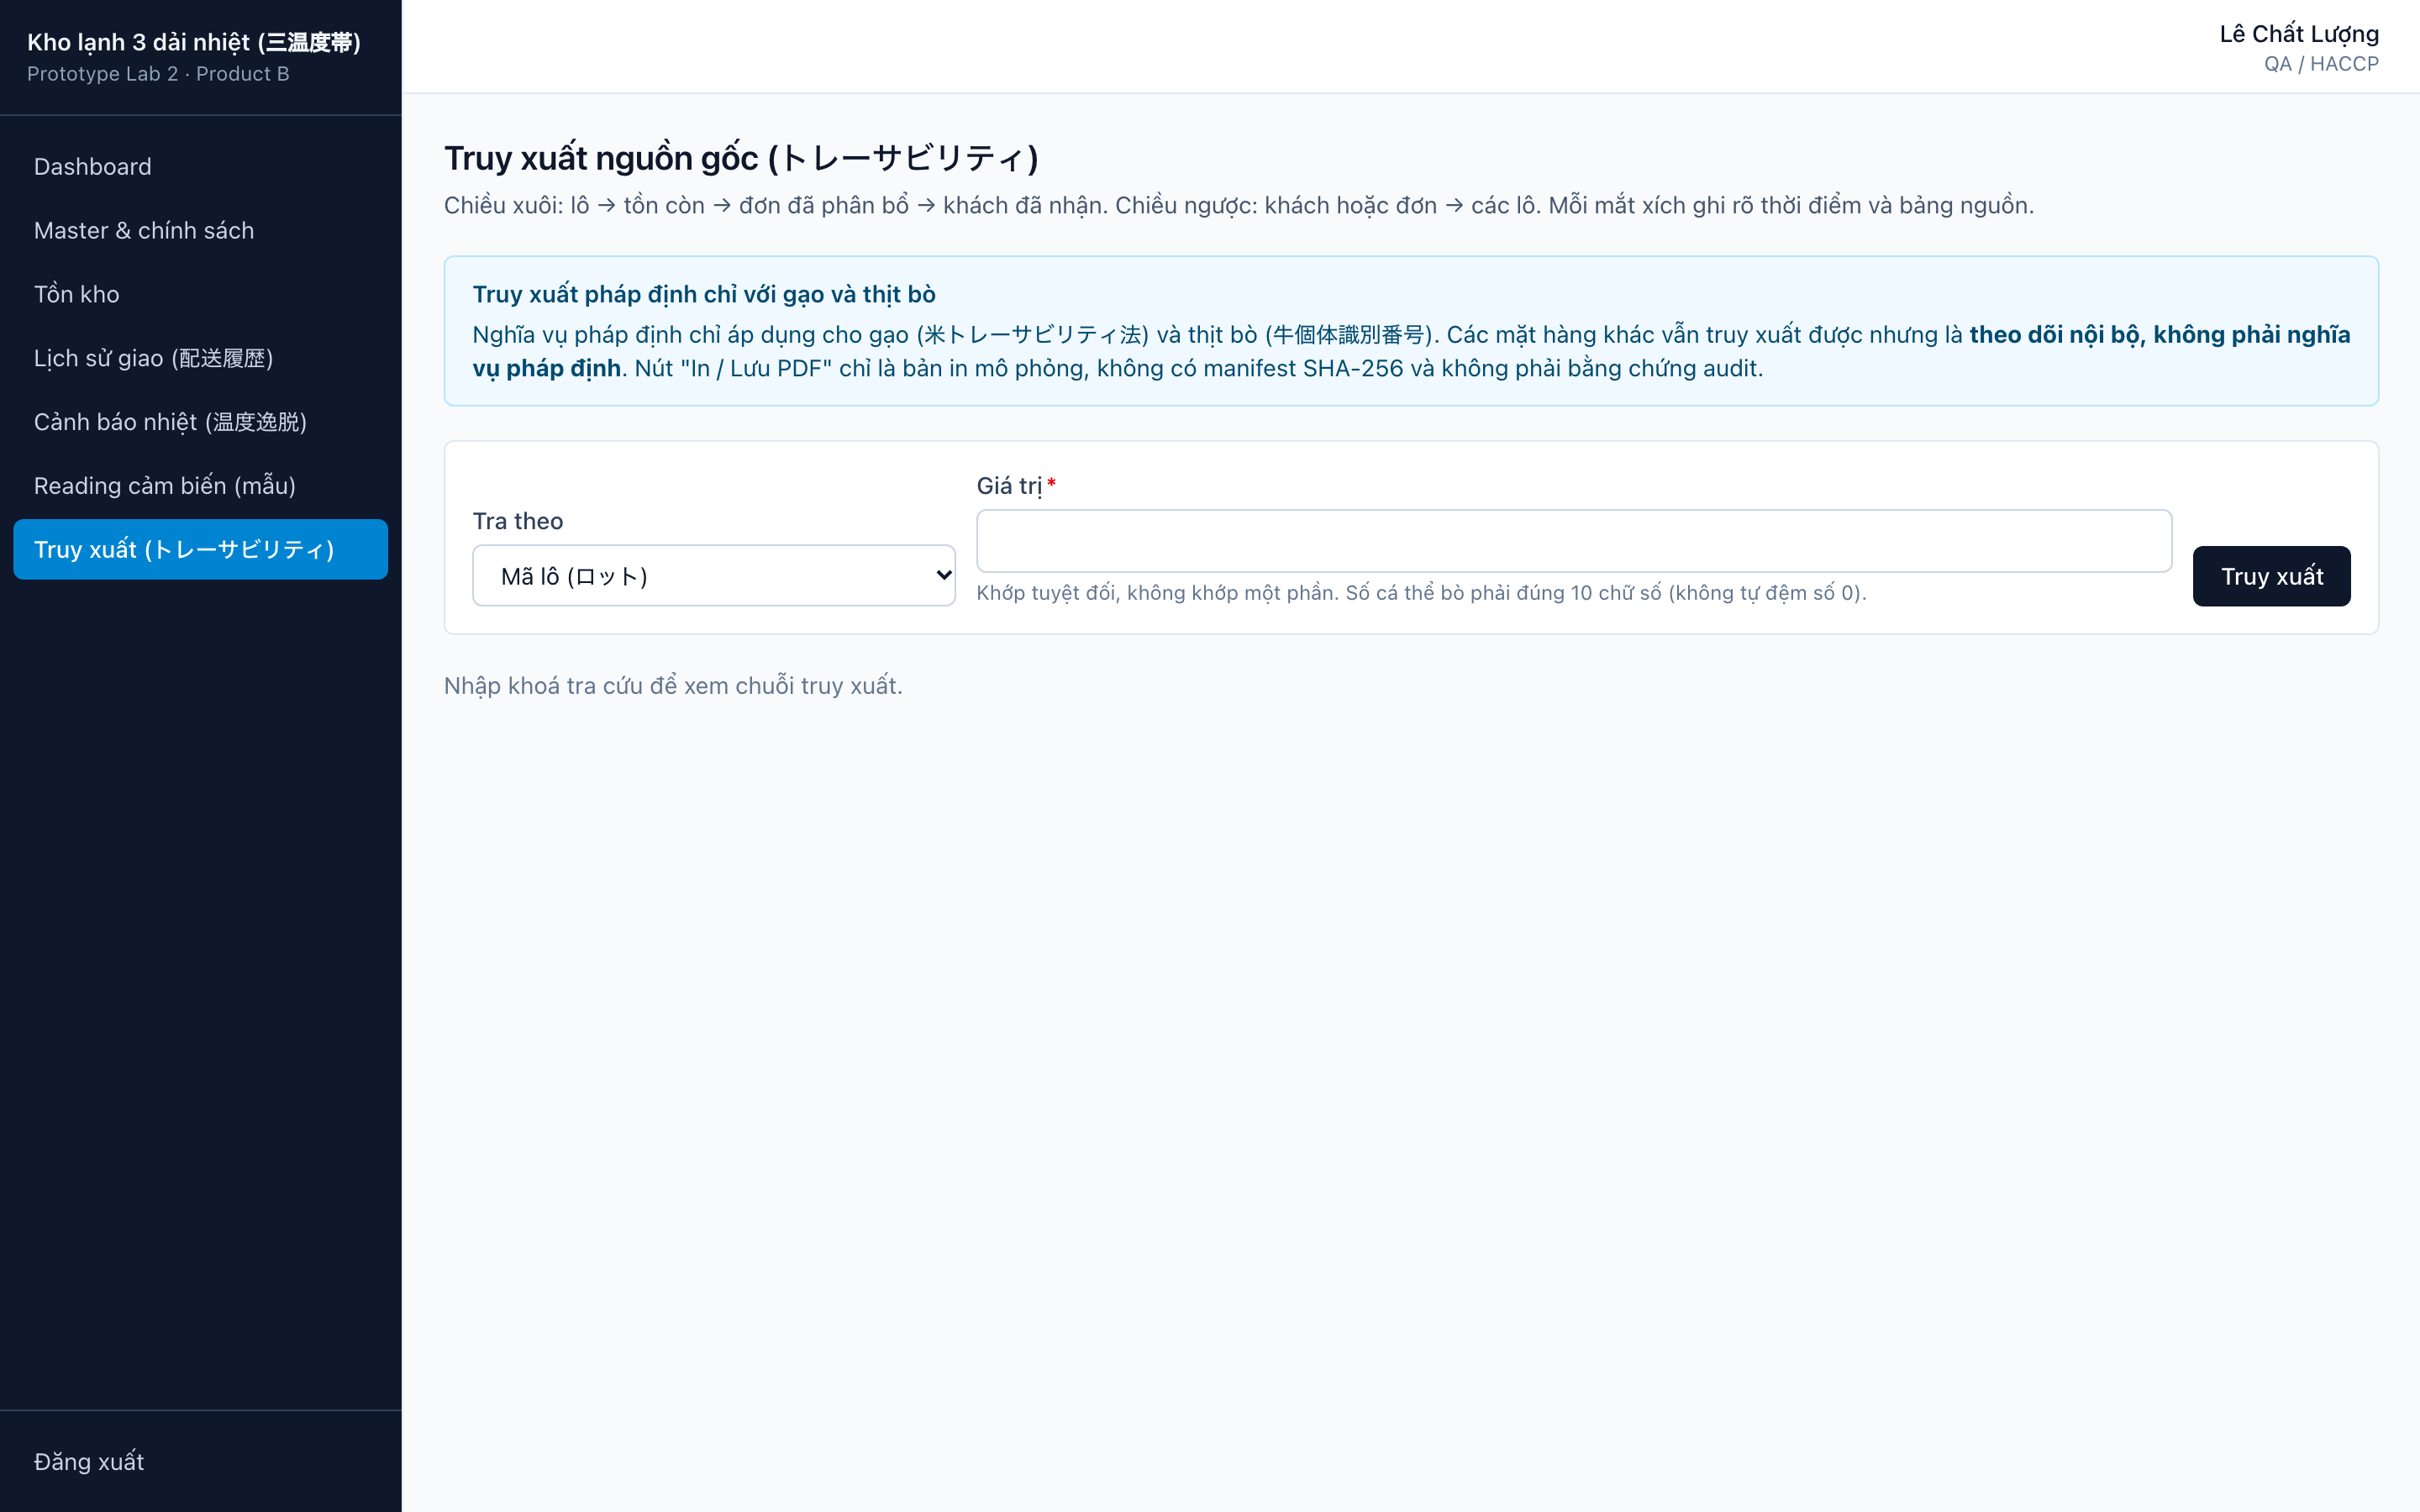 Kho lạnh 3 dải nhiệt (三温度帯)
Prototype Lab 2 · Product B
Dashboard
Master & chính sách
Tồn kho
Lịch sử giao (配送履歴)
Cảnh báo nhiệt (温度逸脱)
Reading cảm biến (mẫu)
Truy xuất (トレーサビリティ)
Đăng xuất
Lê Chất Lượng
QA / HACCP
Truy xuất nguồn gốc (トレーサビリティ)
Chiều xuôi: lô → tồn còn → đơn đã phân bổ → khách đã nhận. Chiều ngược: khách hoặc đơn → các lô. Mỗi mắt xích ghi rõ thời điểm và bảng nguồn.
Truy xuất pháp định chỉ với gạo và thịt bò
Nghĩa vụ pháp định chỉ áp dụng cho gạo (米トレーサビリティ法) và thịt bò (牛個体識別番号). Các mặt hàng khác vẫn truy xuất được nhưng là theo dõi nội bộ, không phải nghĩa
vụ pháp định. Nút "In / Lưu PDF" chỉ là bản in mô phỏng, không có manifest SHA-256 và không phải bằng chứng audit.
Tra theo
Mã lô (ロット)
Giá trị*
Khớp tuyệt đối, không khớp một phần. Số cá thể bò phải đúng 10 chữ số (không tự đệm số 0).
Truy xuất
Nhập khoá tra cứu để xem chuỗi truy xuất.